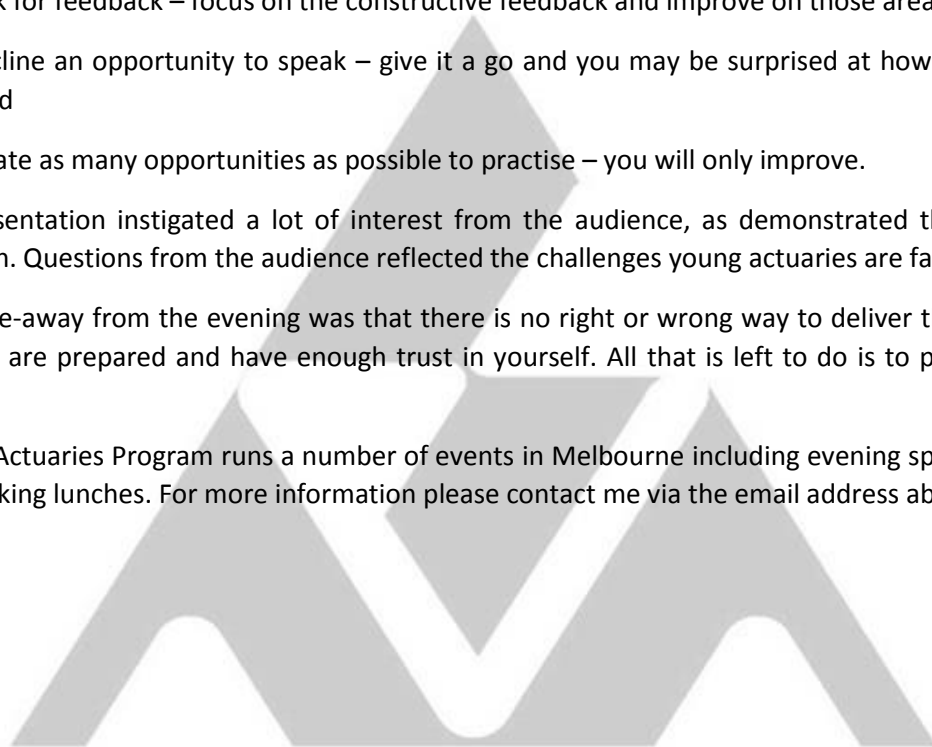 k for feedback – focus on the constructive feedback and improve on those area
cline an opportunity to speak – give it a go and you may be surprised at how
d
ate as many opportunities as possible to practise – you will only improve.
sentation instigated a lot of interest from the audience, as demonstrated th
n. Questions from the audience reflected the challenges young actuaries are fa
e-away from the evening was that there is no right or wrong way to deliver t
are prepared and have enough trust in yourself. All that is left to do is to p
Actuaries Program runs a number of events in Melbourne including evening sp
king lunches. For more information please contact me via the email address ab